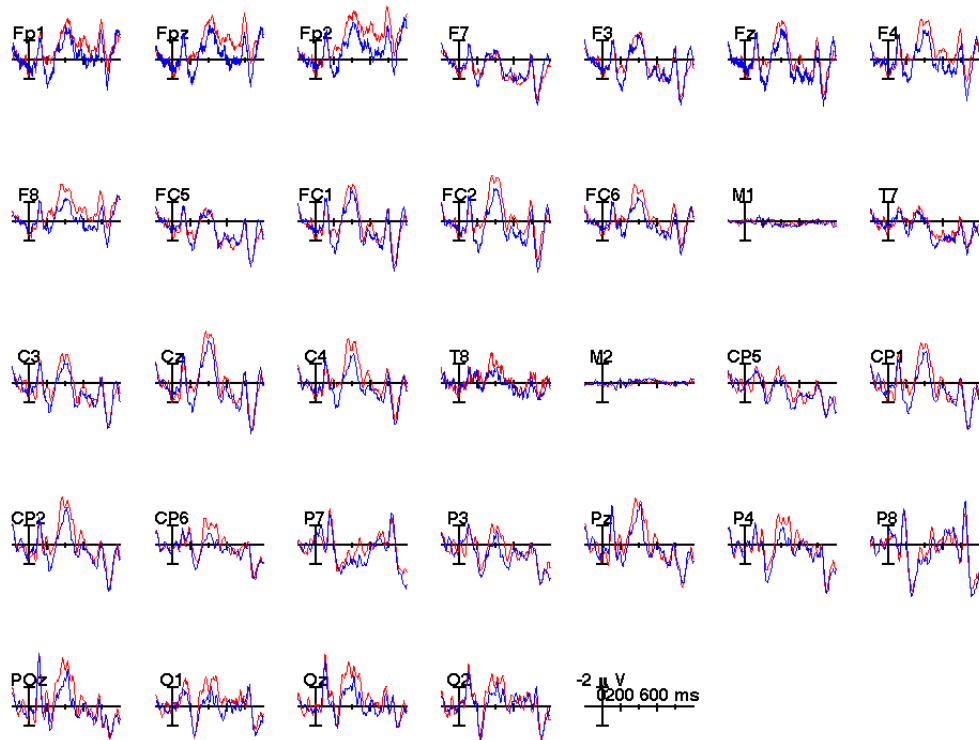 Fp1 Fpz Fp2 F7 F3 Fz F4
F8 FC5 FC1 FC2 FC6 M1 T7
C3 Cz C4 T8 M2 CP5 CP1
CP2 CP6 P7 P3 Pz P4 P8
POz O1 Oz O2 -2 µ V
0200 600 ms